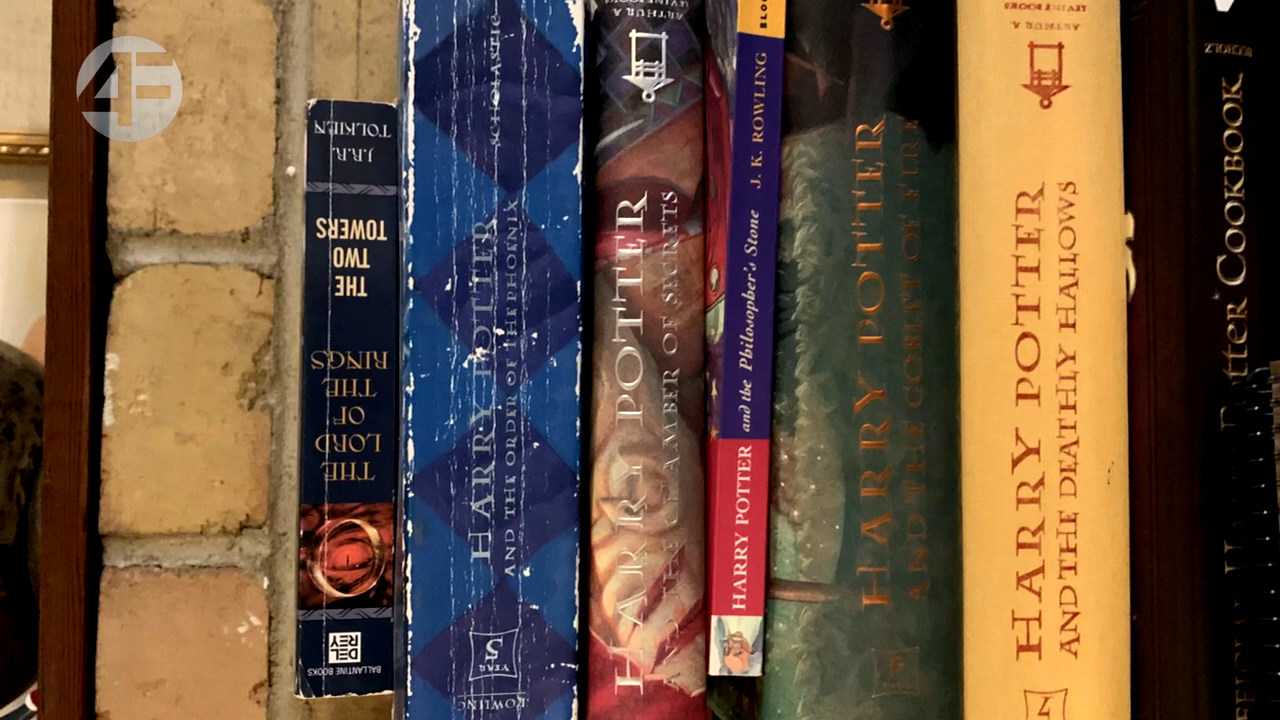 4F
J.R.R.
TOLKIEN
THE
TWO
TOWERS
THE
LORD
OF
THE
RINGS
DEL
REY
BALLANTINE BOOKS
SCHOLASTIC
HARRY POTTER
AND THE ORDER OF THE PHOENIX
YEAR
5
ROWLING
ARTHUR A.
LEVINE BOOKS
HARRY POTTER
AND THE CHAMBER OF SECRETS
HARRY POTTER and the Philosopher's Stone J. K. ROWLING
HARRY POTTER
AND THE GOBLET OF FIRE
ARTHUR A.
LEVINE BOOKS
HARRY POTTER
AND THE DEATHLY HALLOWS
7
Potter COOKBOOK